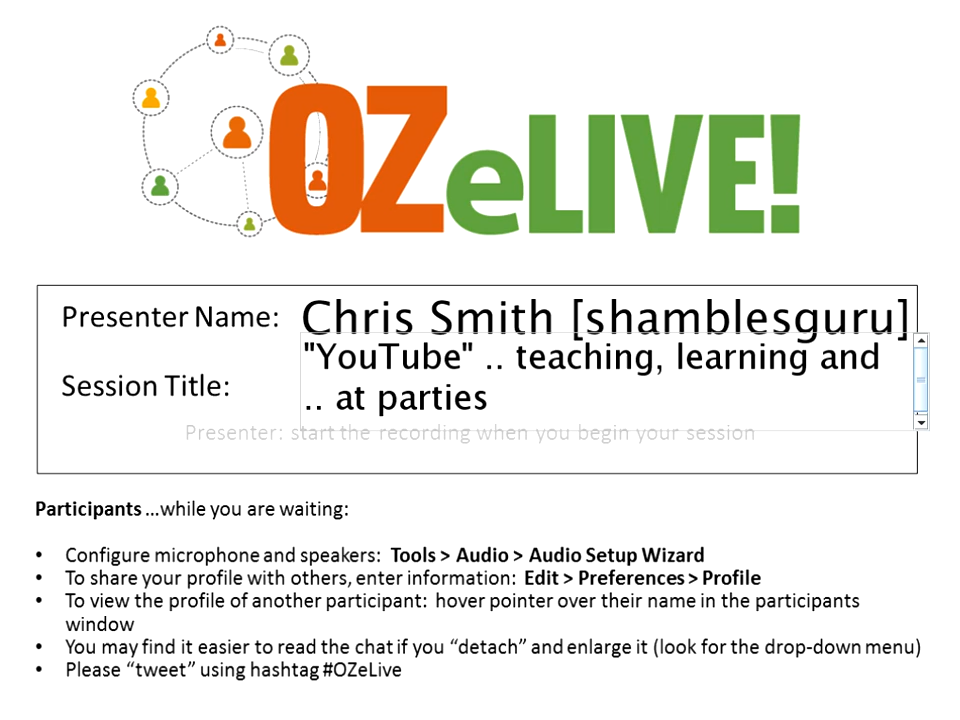 OZeLIVE!
Presenter Name: Chris Smith [shamblesguru]
Session Title: "YouTube" .. teaching, learning and
.. at parties
Presenter: start the recording when you begin your session
Participants ...while you are waiting:
• Configure microphone and speakers: Tools > Audio > Audio Setup Wizard
• To share your profile with others, enter information: Edit > Preferences > Profile
• To view the profile of another participant: hover pointer over their name in the participants
window
• You may find it easier to read the chat if you “detach” and enlarge it (look for the drop-down menu)
• Please “tweet” using hashtag #OZeLive